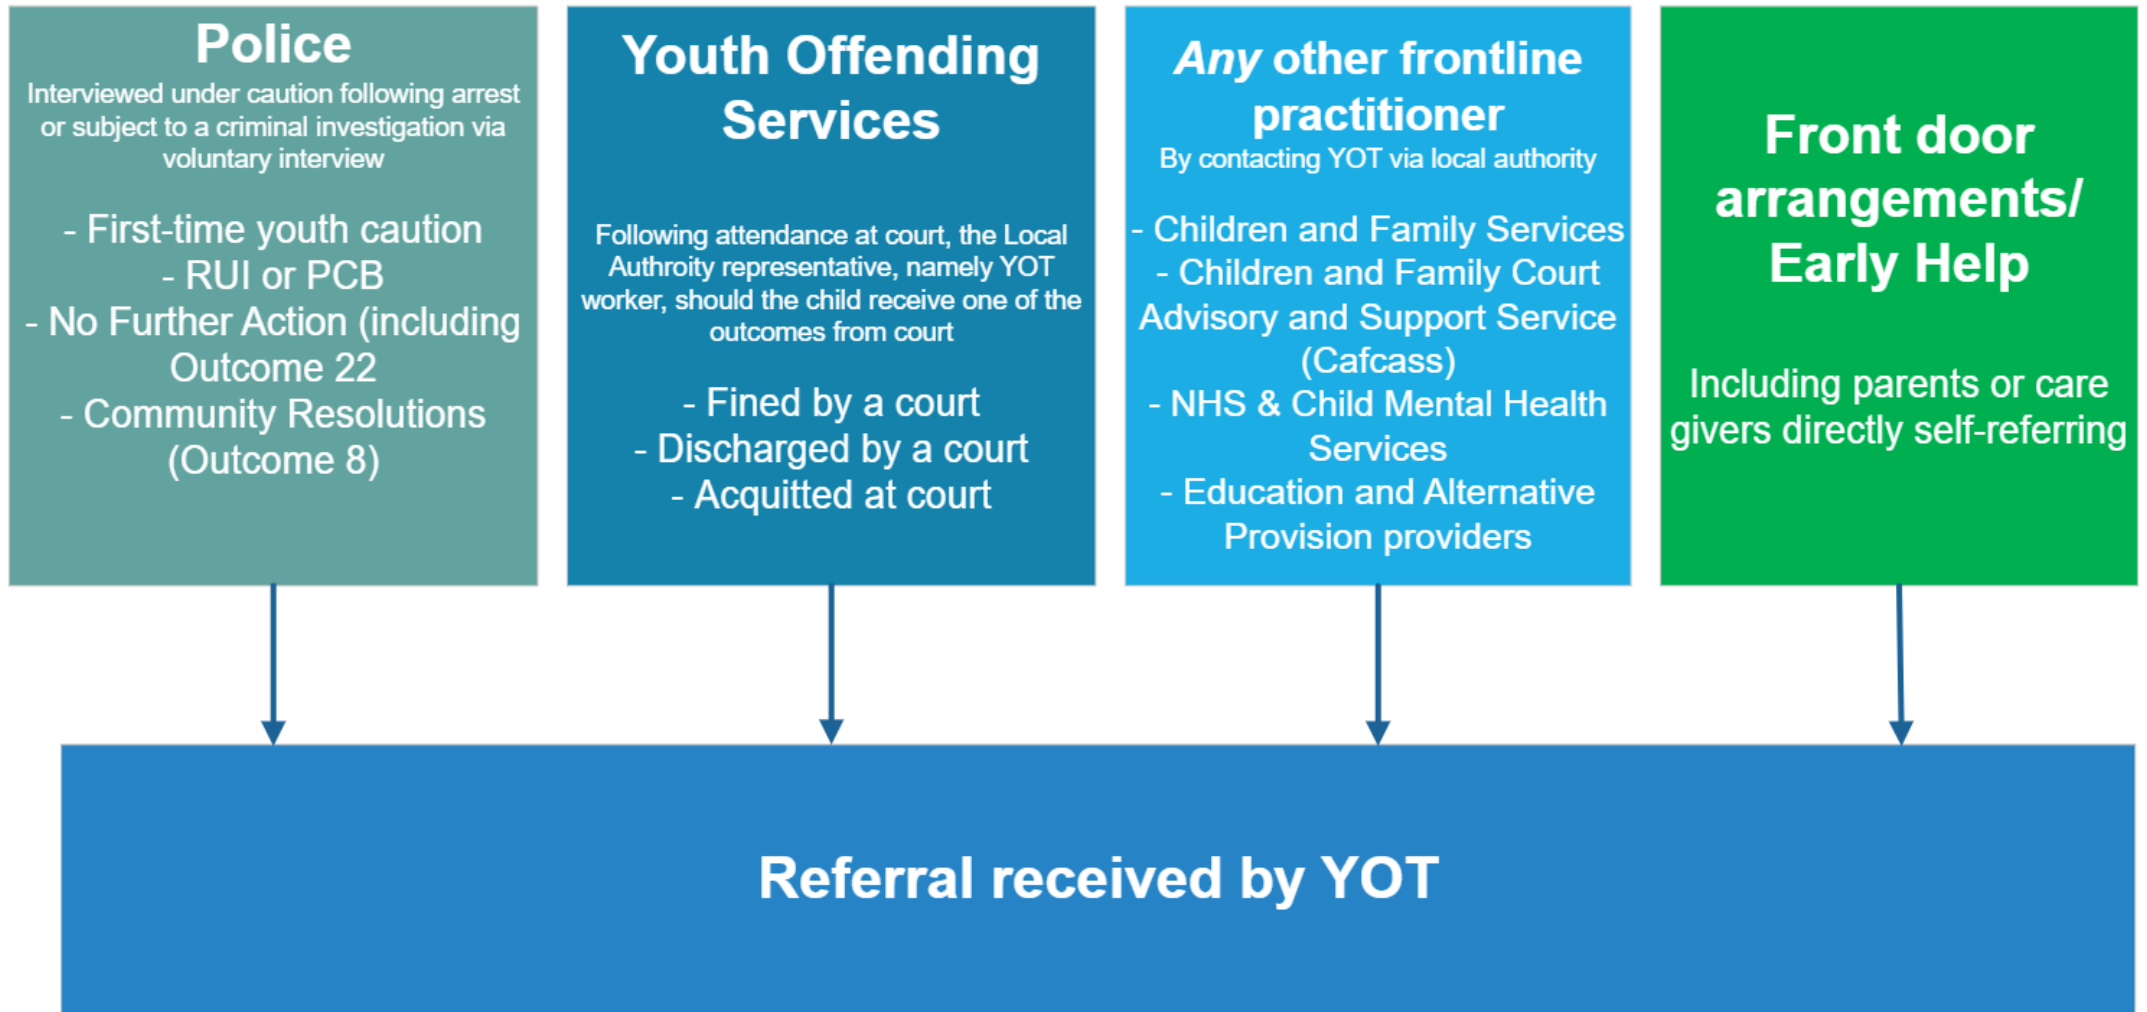 Police
Interviewed under caution following arrest
or subject to a criminal investigation via
voluntary interview
- First-time youth caution
- RUI or PCB
- No Further Action (including
Outcome 22
- Community Resolutions
(Outcome 8)
Youth Offending
Services
Following attendance at court, the Local
Authroity representative, namely YOT
worker, should the child receive one of the
outcomes from court
- Fined by a court
- Discharged by a court
- Acquitted at court
Any other frontline
practitioner
By contacting YOT via local authority
- Children and Family Services
- Children and Family Court
Advisory and Support Service
(Cafcass)
- NHS & Child Mental Health
Services
- Education and Alternative
Provision providers
Front door
arrangements/
Early Help
Including parents or care
givers directly self-referring
Referral received by YOT